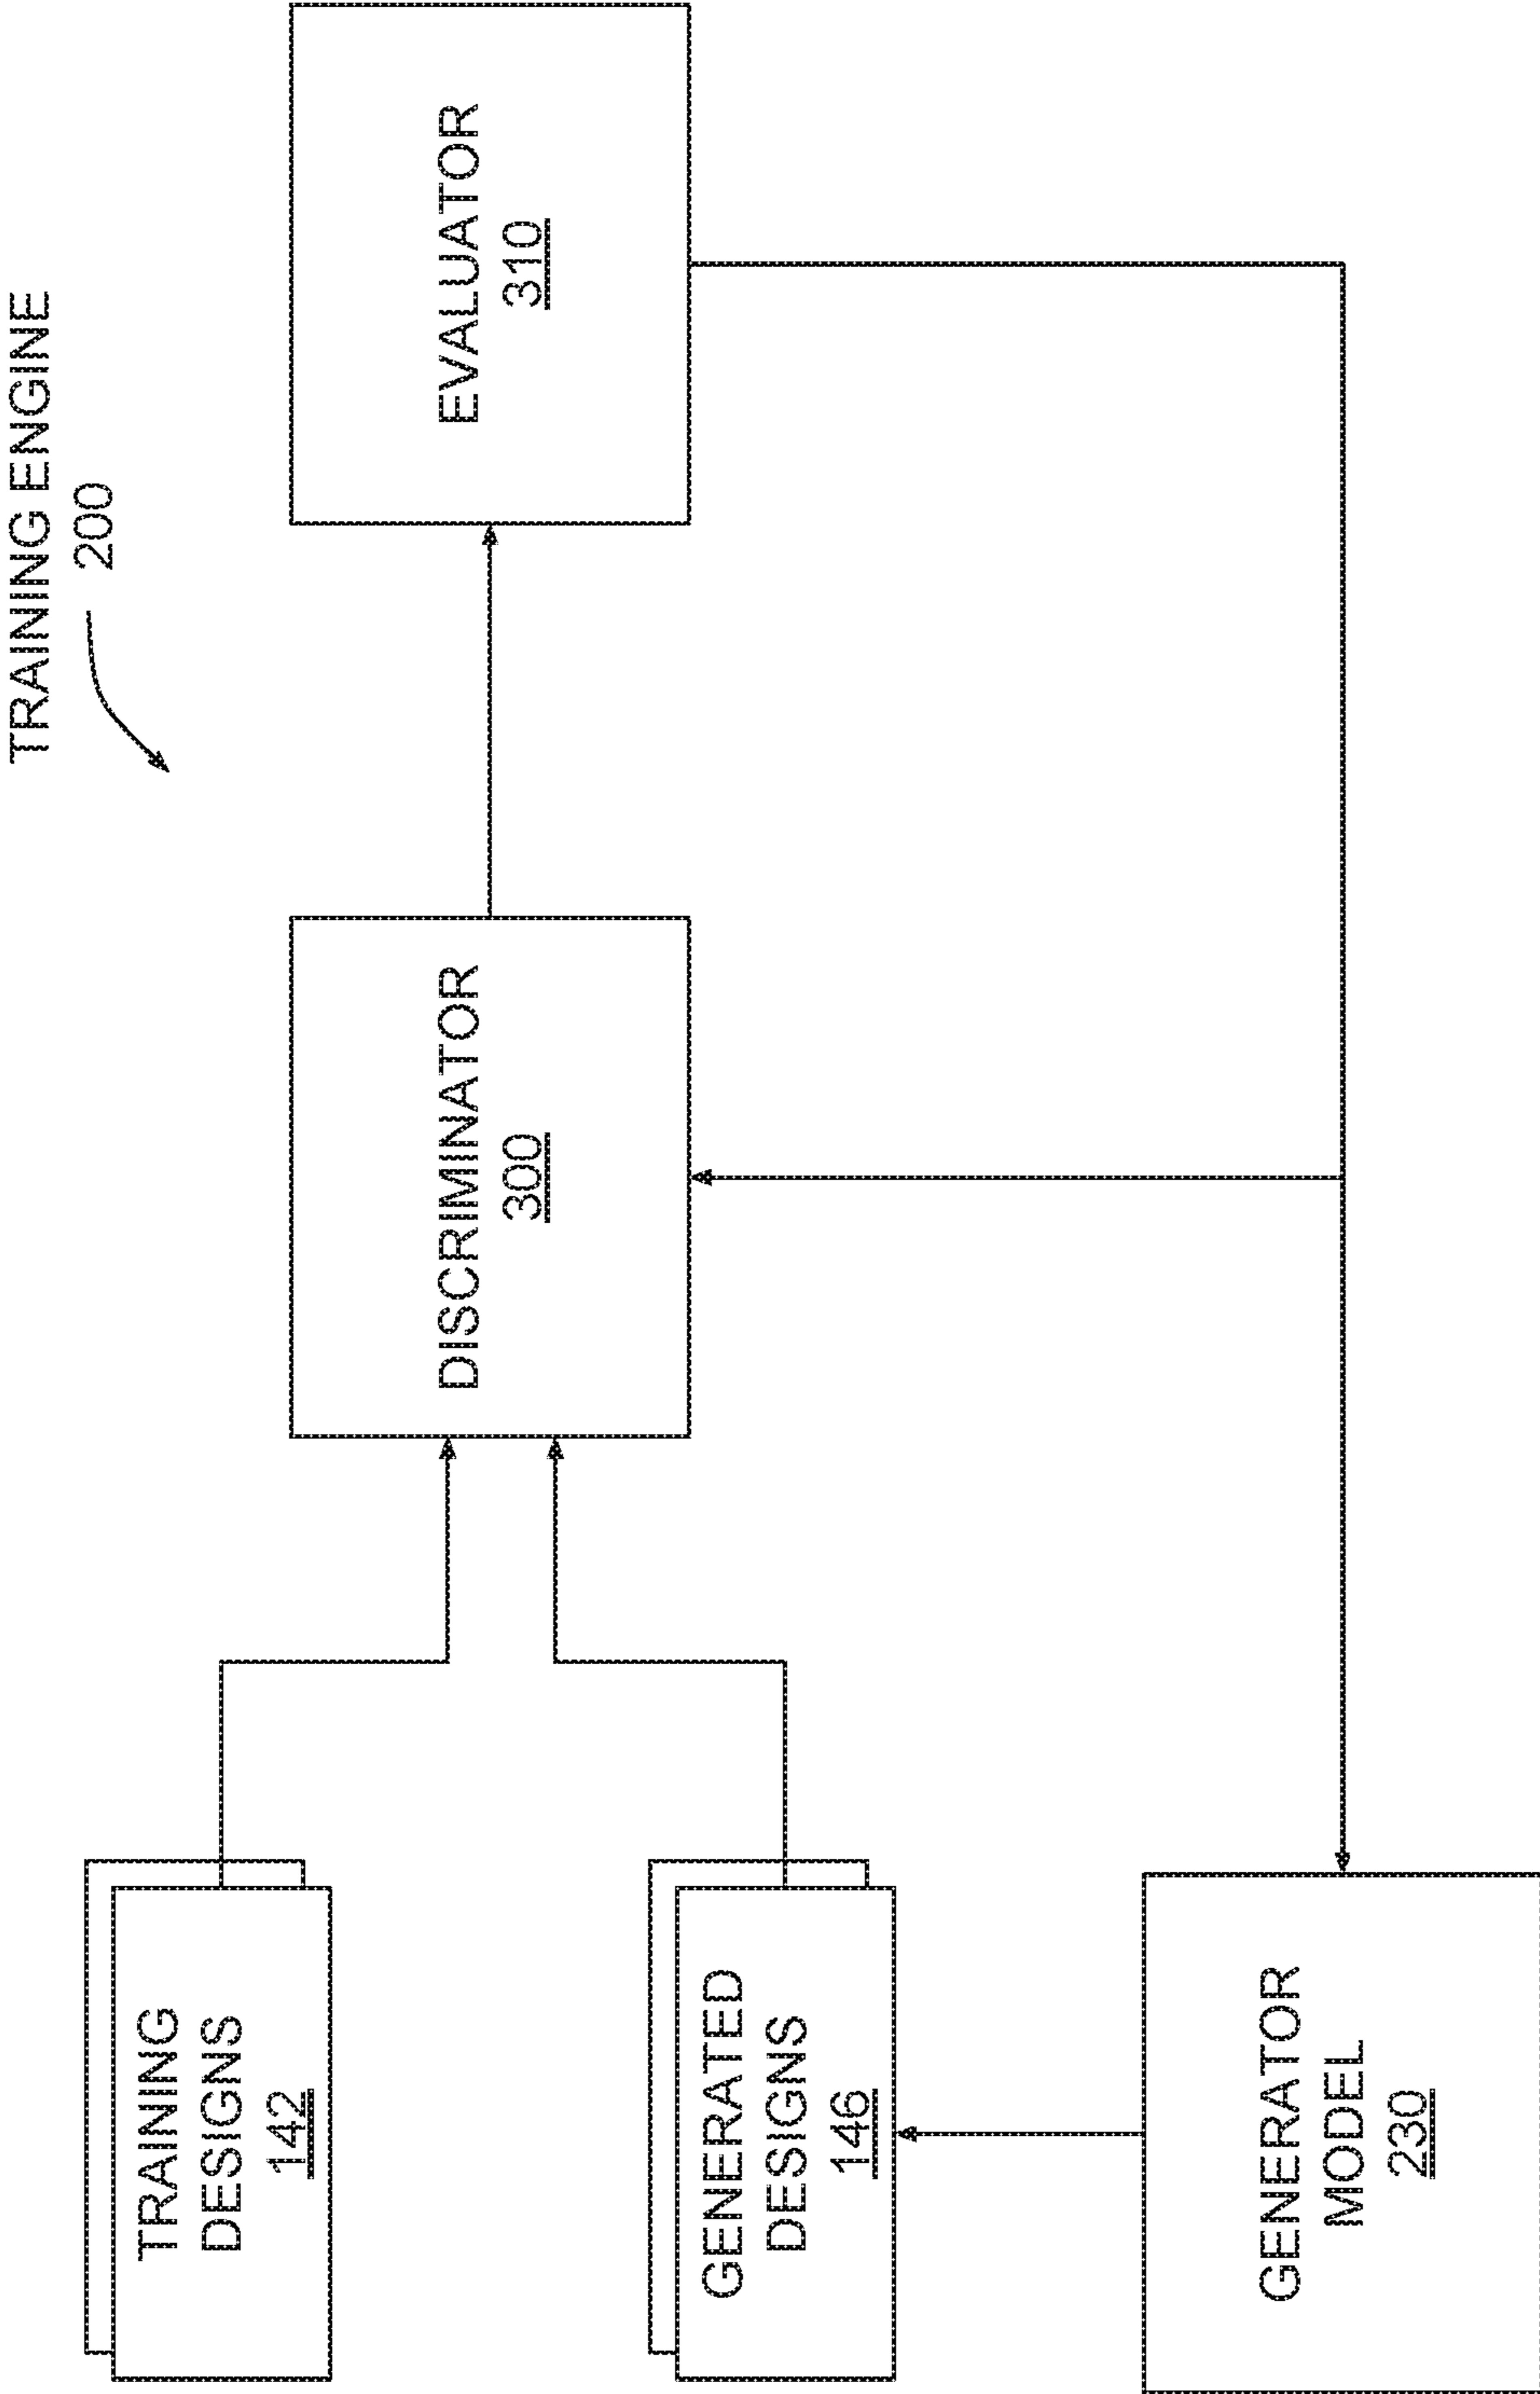 TRAINING ENGINE
200
TRAINING
DESIGNS
142
DISCRIMINATOR
300
EVALUATOR
310
GENERATED
DESIGNS
146
GENERATOR
MODEL
230